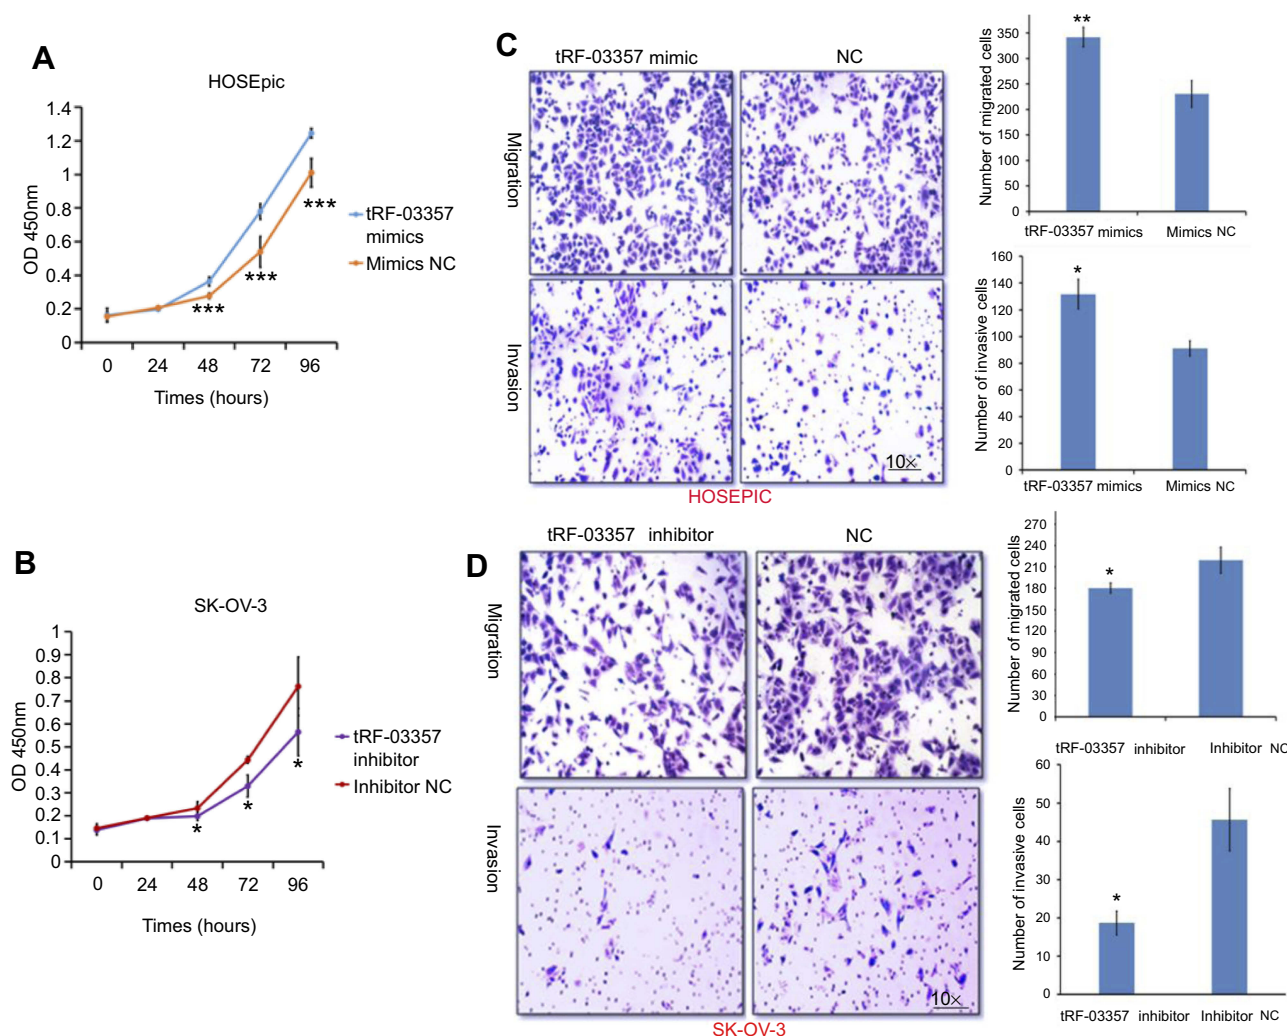 A
HOSEpic
1.4
1.2
1
0.8
0.6
0.4
0.2
0
OD 450nm
0 24 48 72 96
Times (hours)
***
***
***
tRF-03357
mimics
Mimics NC
B
SK-OV-3
1
0.9
0.8
0.7
0.6
0.5
0.4
0.3
0.2
0.1
0
OD 450nm
0 24 48 72 96
Times (hours)
*
*
*
tRF-03357
inhibitor
Inhibitor NC
C
tRF-03357 mimic NC
Migration
Invasion
10×
HOSEPIC
Number of migrated cells
350
300
250
200
150
100
50
0
**
tRF-03357 mimics Mimics NC
Number of invasive cells
160
140
120
100
80
60
40
20
0
*
tRF-03357 mimics Mimics NC
D
tRF-03357 inhibitor NC
Migration
Invasion
10×
SK-OV-3
Number of migrated cells
270
240
210
180
150
120
90
60
30
0
*
tRF-03357 inhibitor Inhibitor NC
Number of invasive cells
60
50
40
30
20
10
0
*
tRF-03357 inhibitor Inhibitor NC